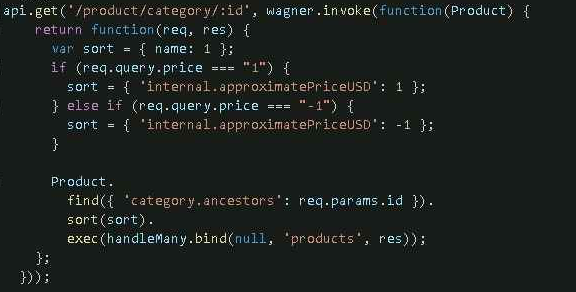 api.get('/product/category/:id', wagner.invoke(function(Product) {
return function(req, res) {
var sort = { name: 1 };
if (req.query.price === "1") {
sort = { 'internal.approximatePriceUSD': 1 };
} else if (req.query.price === "-1") {
sort = { 'internal.approximatePriceUSD': -1 };
}
Product.
find({ 'category.ancestors': req.params.id }).
sort(sort).
exec(handleMany.bind(null, 'products', res));
};
}));